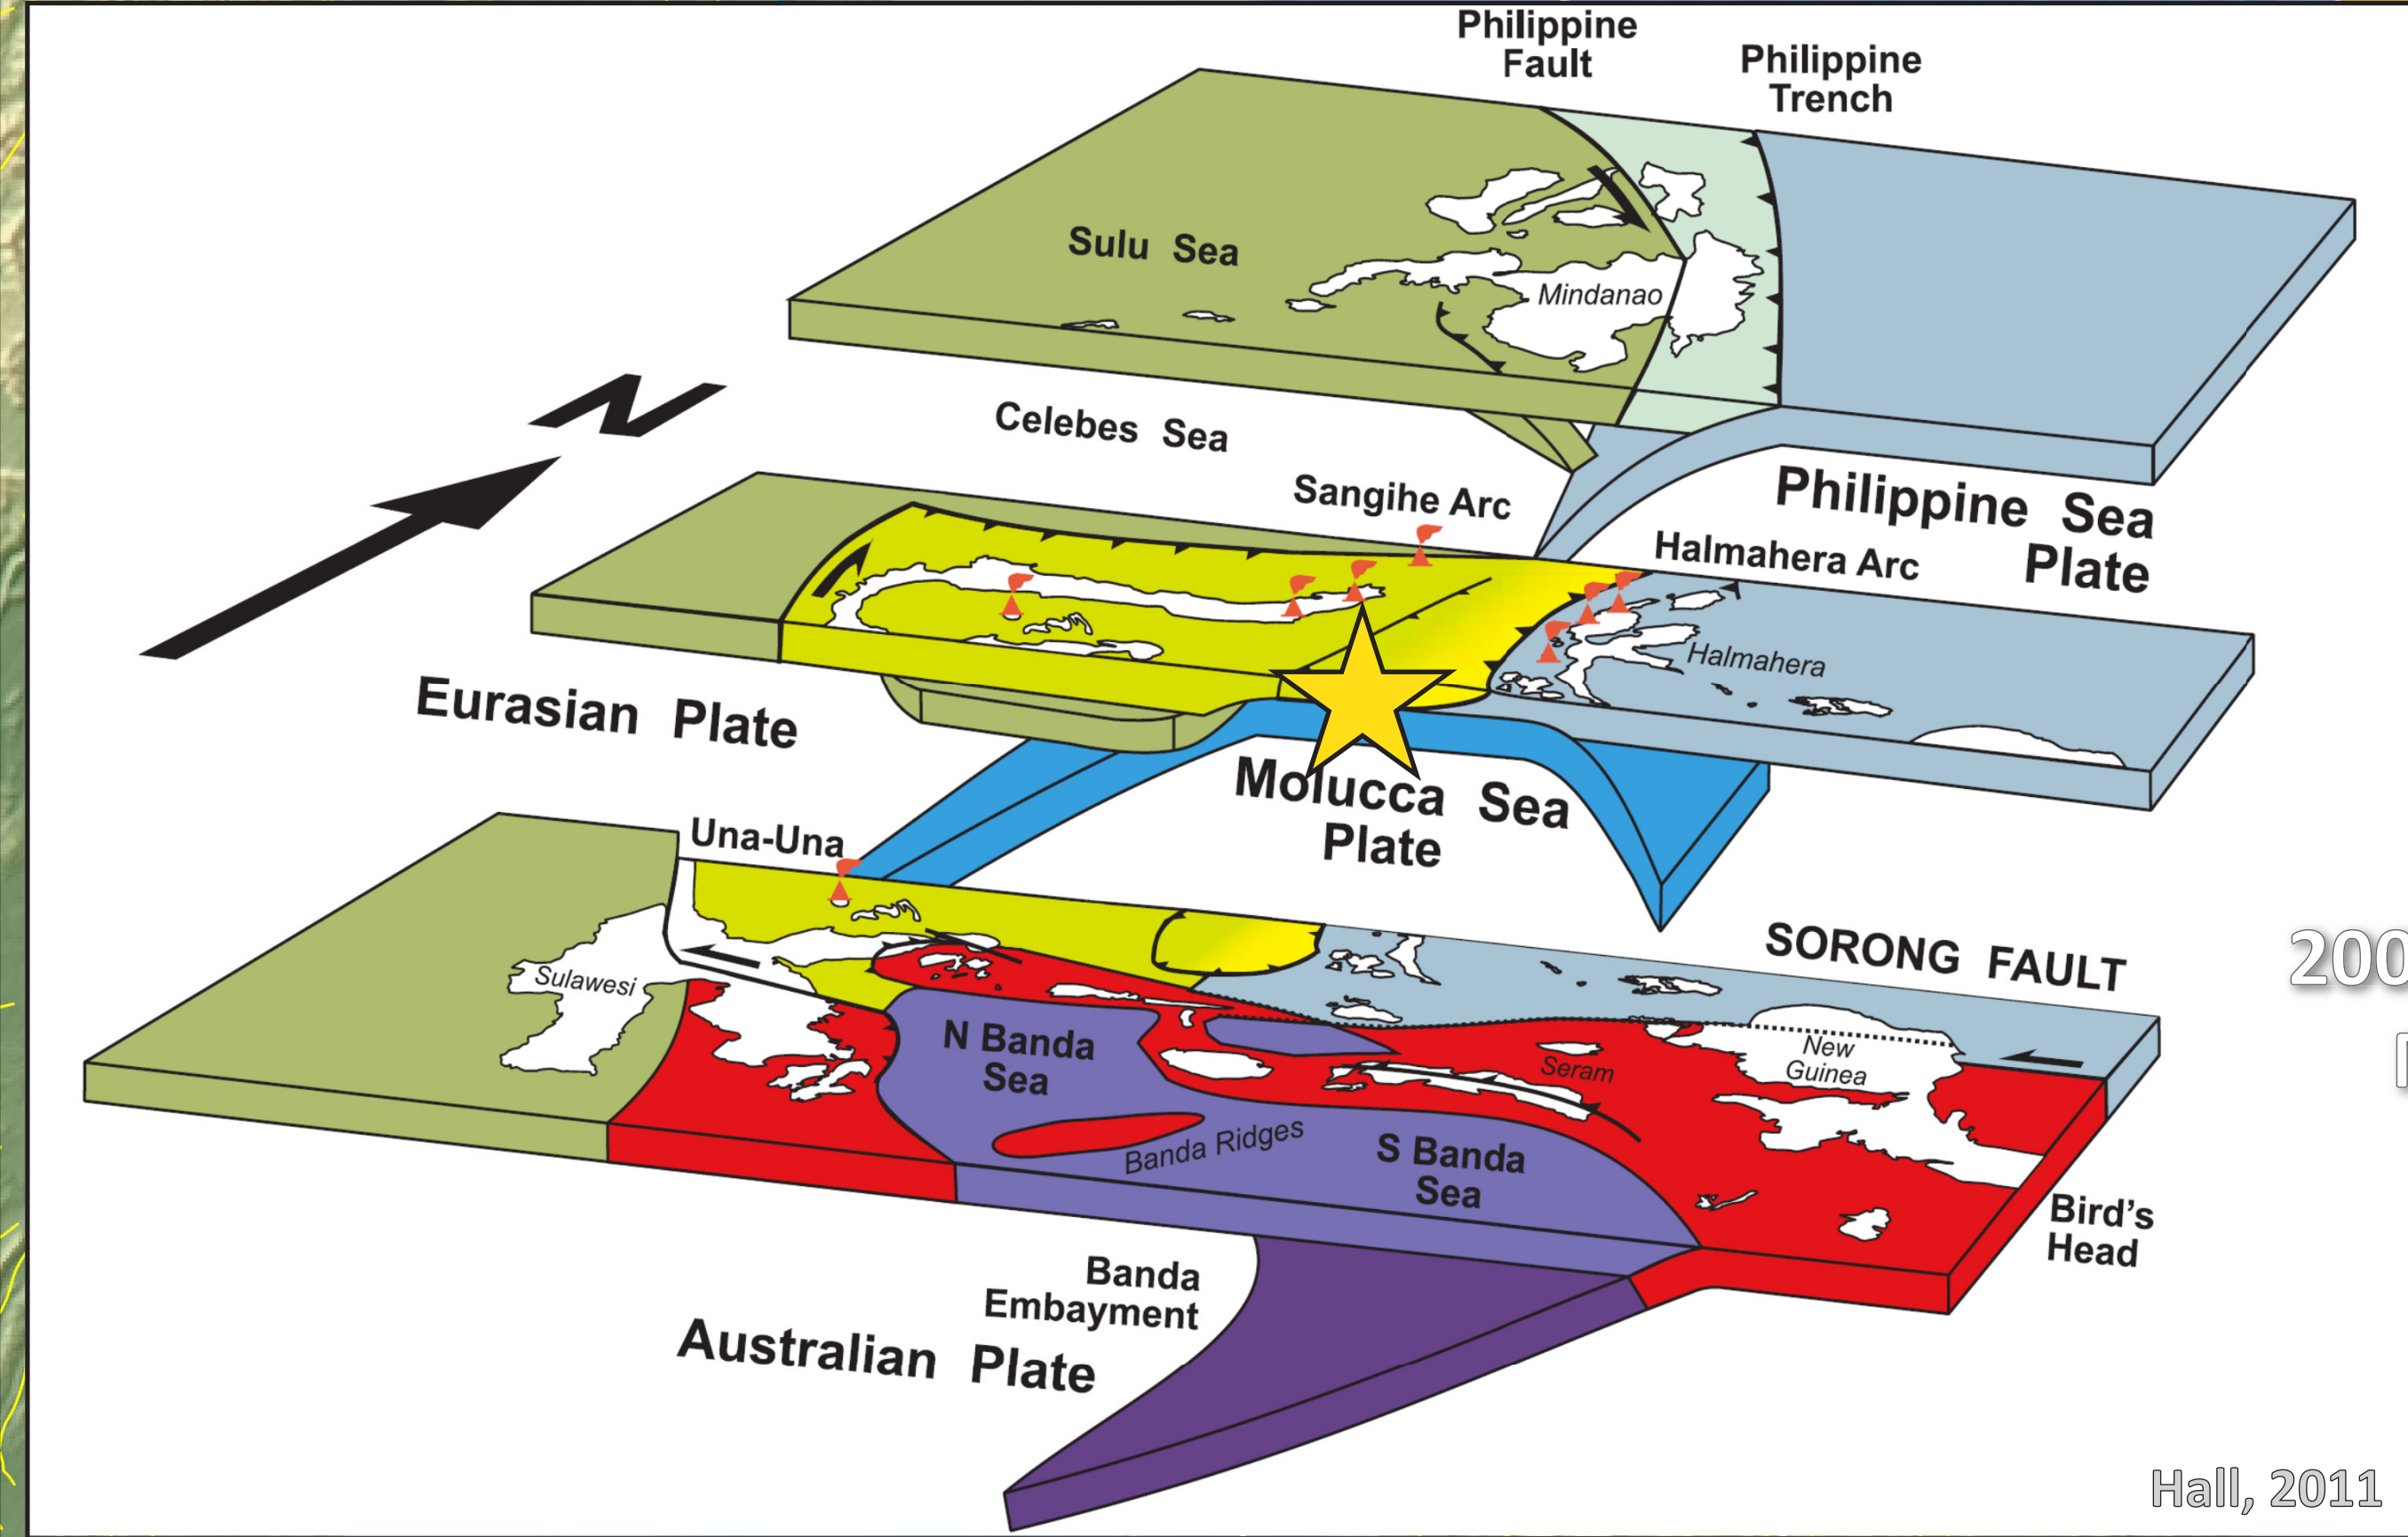 Philippine
Fault
Philippine
Trench
Sulu Sea
Mindanao
N
Celebes Sea
Sangihe Arc
Philippine Sea
Plate
Halmahera Arc
Halmahera
Eurasian Plate
Molucca Sea
Plate
Una-Una
SORONG FAULT
200
Sulawesi
N Banda
Sea
New
Guinea
Seram
Banda Ridges
S Banda
Sea
Bird's
Head
Banda
Embayment
Australian Plate
Hall, 2011